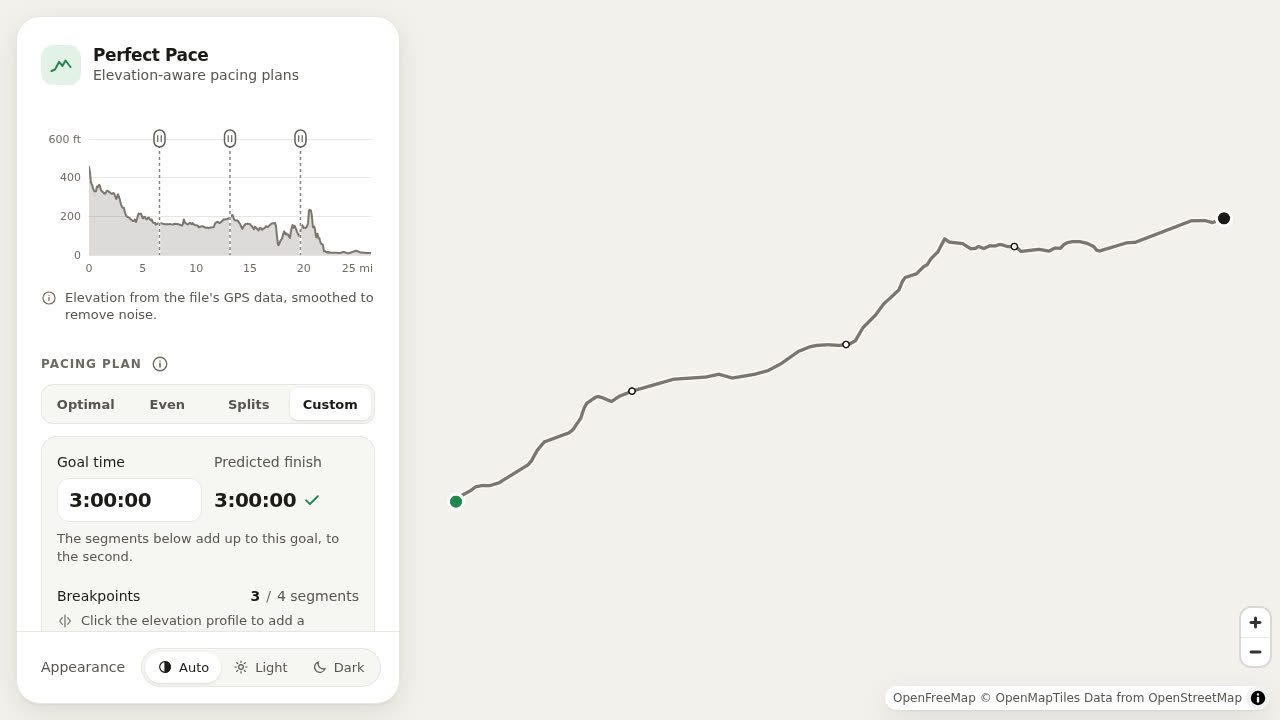 Perfect Pace
Elevation-aware pacing plans
600 ft
400
200
0
0 5 10 15 20 25 mi
Elevation from the file's GPS data, smoothed to
remove noise.
PACING PLAN
Optimal Even Splits Custom
Goal time Predicted finish
3:00:00 3:00:00
The segments below add up to this goal, to
the second.
Breakpoints 3 / 4 segments
Click the elevation profile to add a
Appearance Auto Light Dark
OpenFreeMap © OpenMapTiles Data from OpenStreetMap